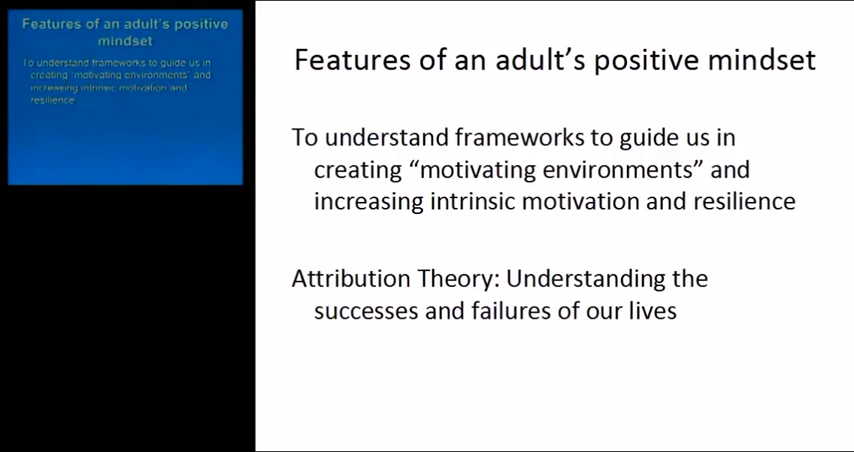 Features of an adult's positive
mindset
To understand frameworks to guide us in
creating "motivating environments" and
increasing intrinsic motivation and
resilience
Features of an adult’s positive mindset
To understand frameworks to guide us in
creating “motivating environments” and
increasing intrinsic motivation and resilience
Attribution Theory: Understanding the
successes and failures of our lives